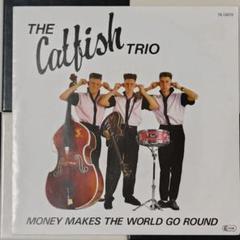 THE
Catfish
TRIO
MONEY MAKES THE WORLD GO ROUND